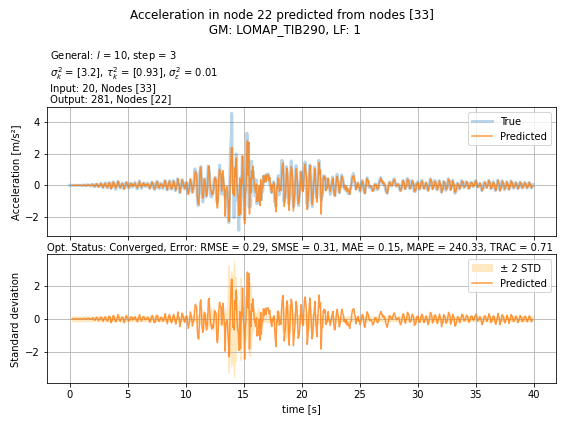 Acceleration in node 22 predicted from nodes [33]
GM: LOMAP_TIB290, LF: 1
General: l = 10, step = 3
σ²ₖ = [3.2], τ²ₖ = [0.93], σ²ε = 0.01
Input: 20, Nodes [33]
Output: 281, Nodes [22]
Acceleration [m/s²]
4
2
0
−2
True
Predicted
Opt. Status: Converged, Error: RMSE = 0.29, SMSE = 0.31, MAE = 0.15, MAPE = 240.33, TRAC = 0.71
Standard deviation
2
0
−2
± 2 STD
Predicted
0 5 10 15 20 25 30 35 40
time [s]